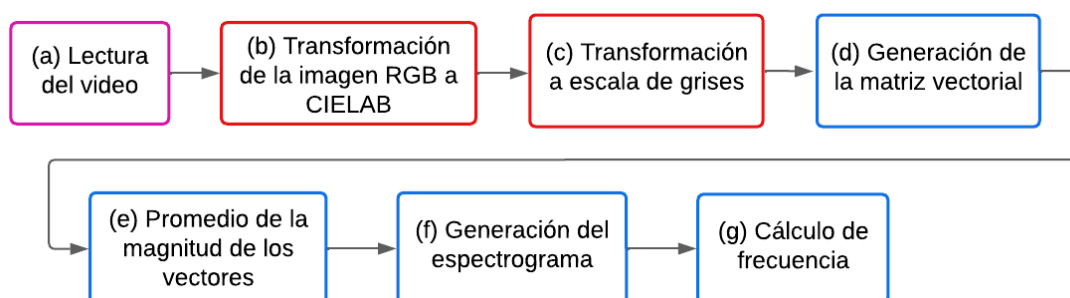 (a) Lectura
del video
(b) Transformación
de la imagen RGB a
CIELAB
(c) Transformación
a escala de grises
(d) Generación de
la matriz vectorial
(e) Promedio de la
magnitud de los
vectores
(f) Generación del
espectrograma
(g) Cálculo de
frecuencia